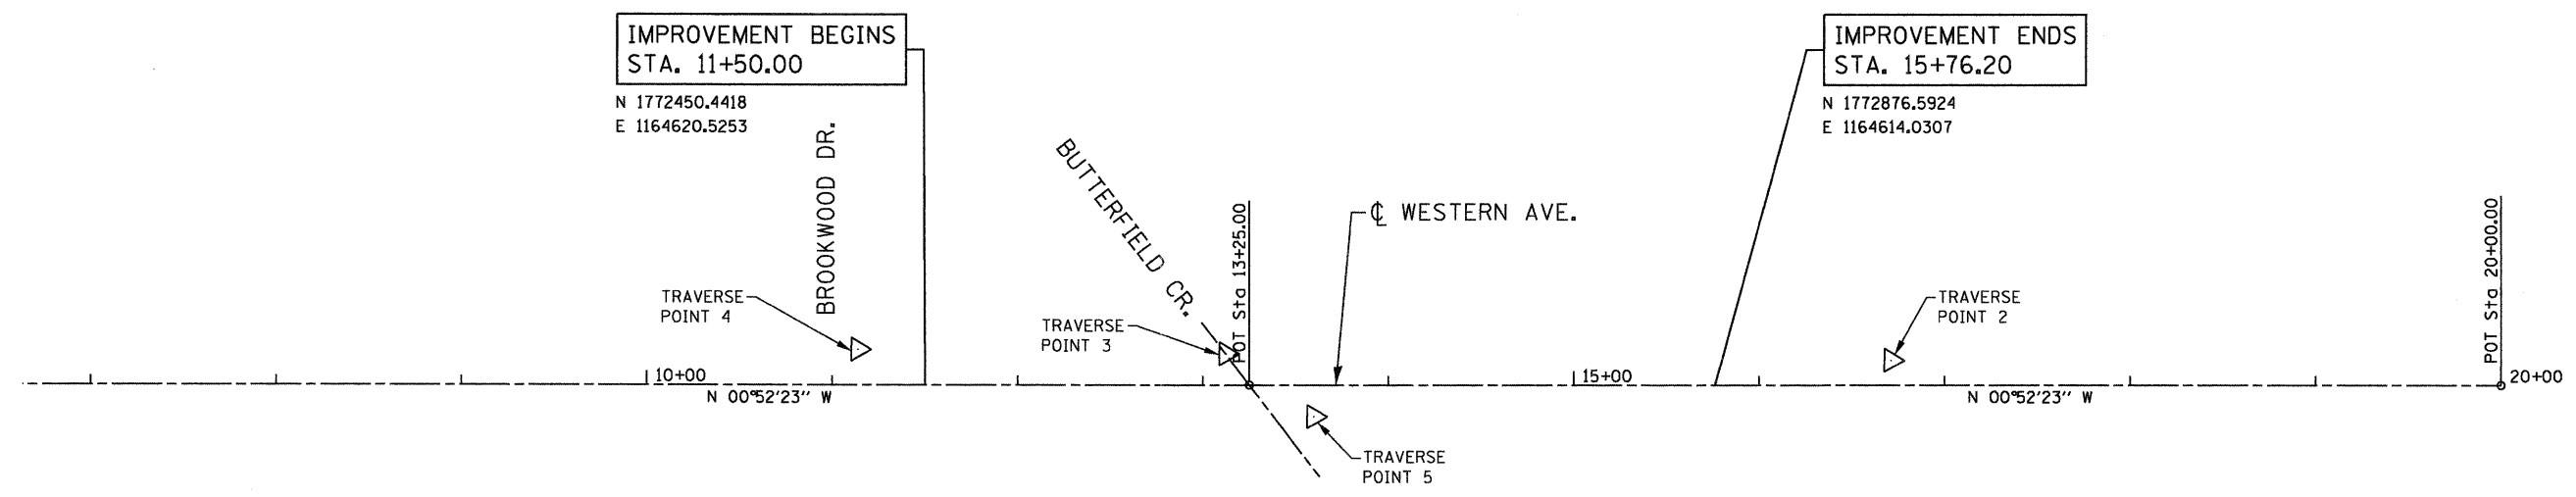 IMPROVEMENT BEGINS
STA. 11+50.00
N 1772450.4418
E 1164620.5253
BROOKWOOD DR.
TRAVERSE
POINT 4
BUTTERFIELD CR.
TRAVERSE
POINT 3
POT Sta 13+25.00
℄ WESTERN AVE.
IMPROVEMENT ENDS
STA. 15+76.20
N 1772876.5924
E 1164614.0307
TRAVERSE
POINT 2
POT Sta 20+00.00
10+00
15+00
20+00
N 00°52'23" W
N 00°52'23" W
TRAVERSE
POINT 5